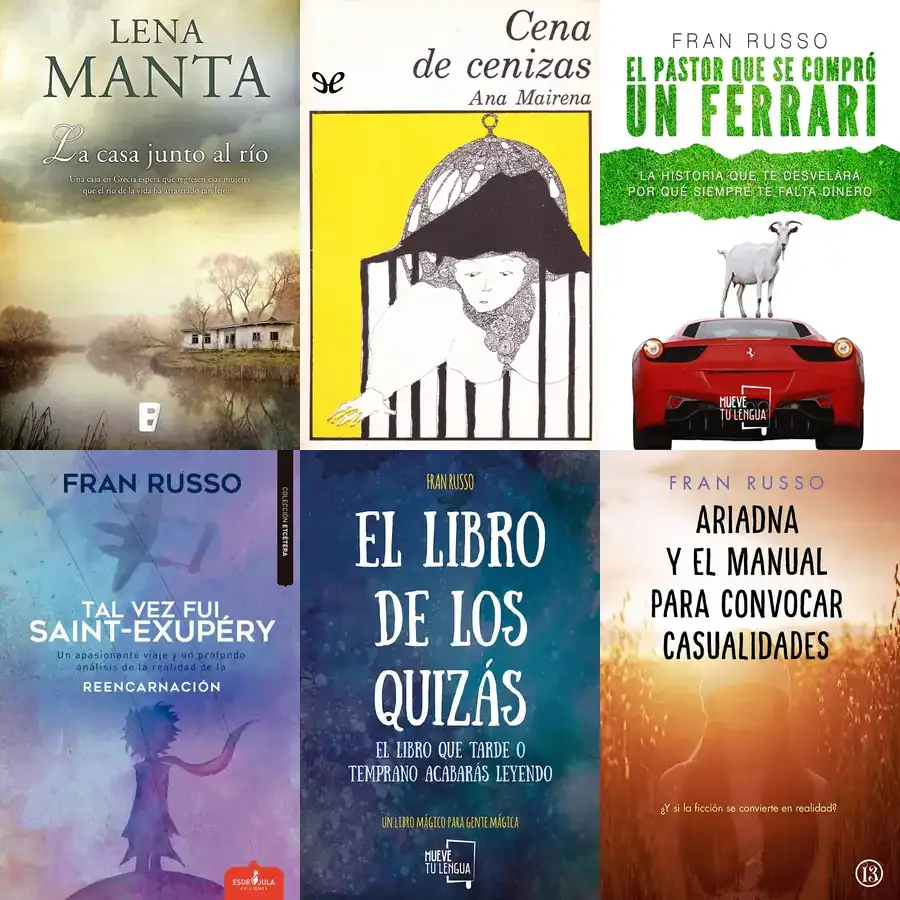 LENA
MANTA
La casa junto al río
Una casa en Grecia espera que regresen esas mujeres
que el río de la vida ha arrastrado tan lejos...
B
Cena
de cenizas
Ana Mairena
FRAN RUSSO
EL PASTOR QUE SE COMPRÓ
UN FERRARI
LA HISTORIA QUE TE DESVELARÁ
POR QUÉ SIEMPRE TE FALTA DINERO
MUEVE
TU LENGUA
FRAN RUSSO
COLECCIÓN ETCÉTERA
TAL VEZ FUI
SAINT-EXUPÉRY
Un apasionante viaje y un profundo
análisis de la realidad de la
REENCARNACIÓN
ESDRÚJULA
EDICIONES
FRAN RUSSO
EL LIBRO
DE LOS
QUIZÁS
EL LIBRO QUE TARDE O
TEMPRANO ACABARÁS LEYENDO
UN LIBRO MÁGICO PARA GENTE MÁGICA
MUEVE
TU LENGUA
FRAN RUSSO
ARIADNA
Y EL MANUAL
PARA CONVOCAR
CASUALIDADES
¿Y si la ficción se convierte en realidad?
13